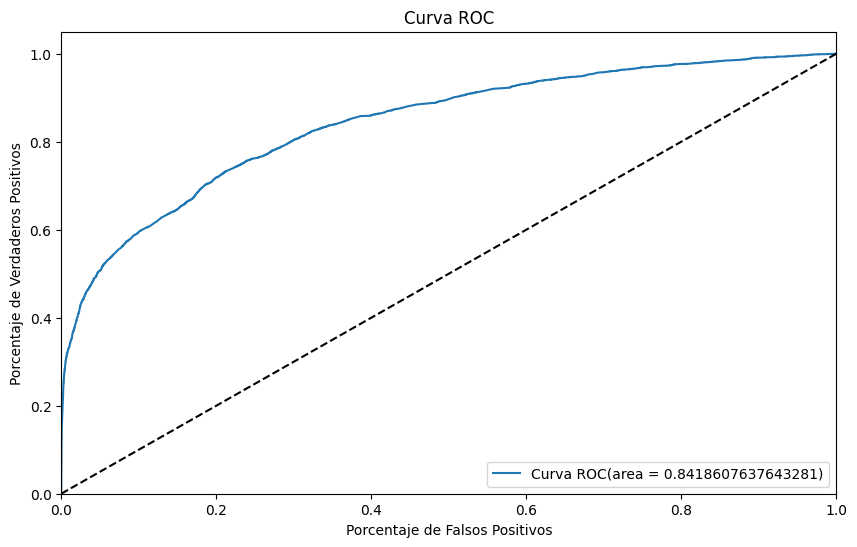 Curva ROC
Porcentaje de Verdaderos Positivos
1.0
0.8
0.6
0.4
0.2
0.0
Curva ROC(area = 0.8418607637643281)
0.0 0.2 0.4 0.6 0.8 1.0
Porcentaje de Falsos Positivos